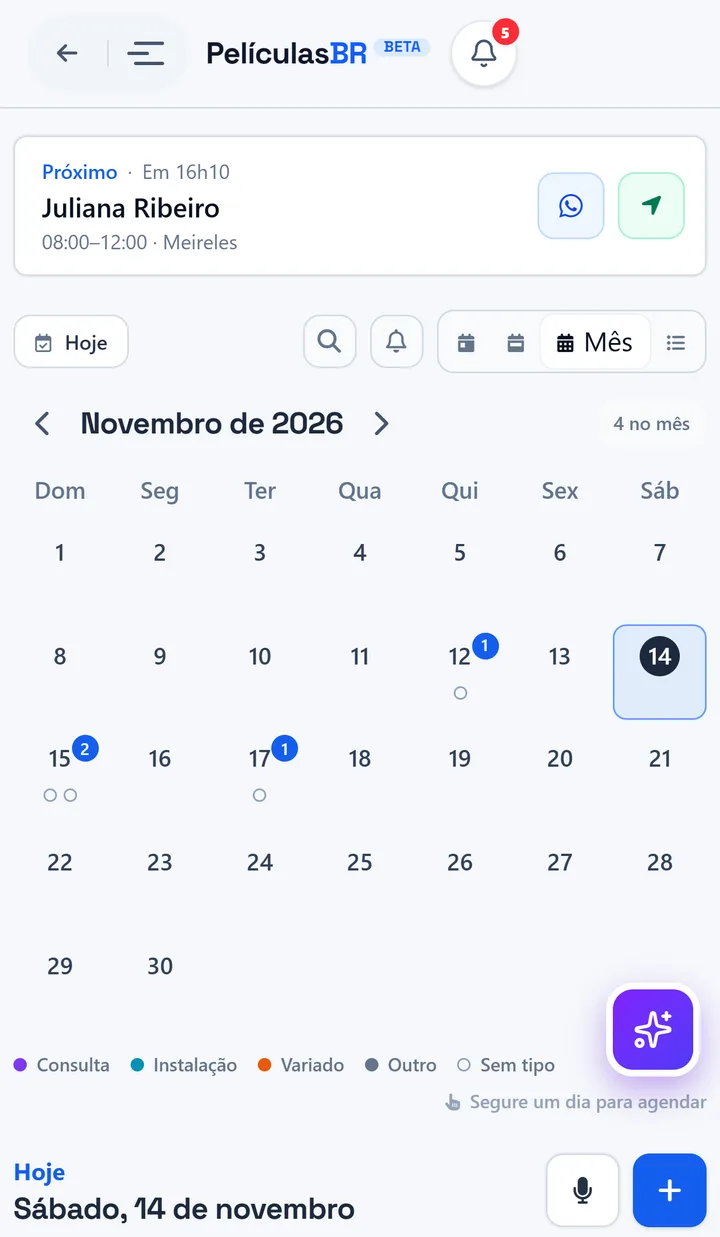 PelículasBR BETA 5
Próximo · Em 16h10
Juliana Ribeiro
08:00–12:00 · Meireles
Hoje Mês
Novembro de 2026 4 no mês
Dom Seg Ter Qua Qui Sex Sáb
1 2 3 4 5 6 7
8 9 10 11 12 1 13 14
15 2 16 17 1 18 19 20 21
22 23 24 25 26 27 28
29 30
Consulta Instalação Variado Outro Sem tipo
Segure um dia para agendar
Hoje
Sábado, 14 de novembro